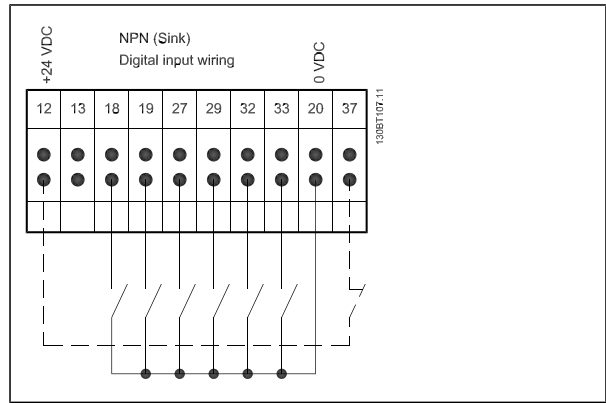 NPN (Sink)
Digital input wiring
+24 VDC
0 VDC
12 13 18 19 27 29 32 33 20 37
130BT107.11